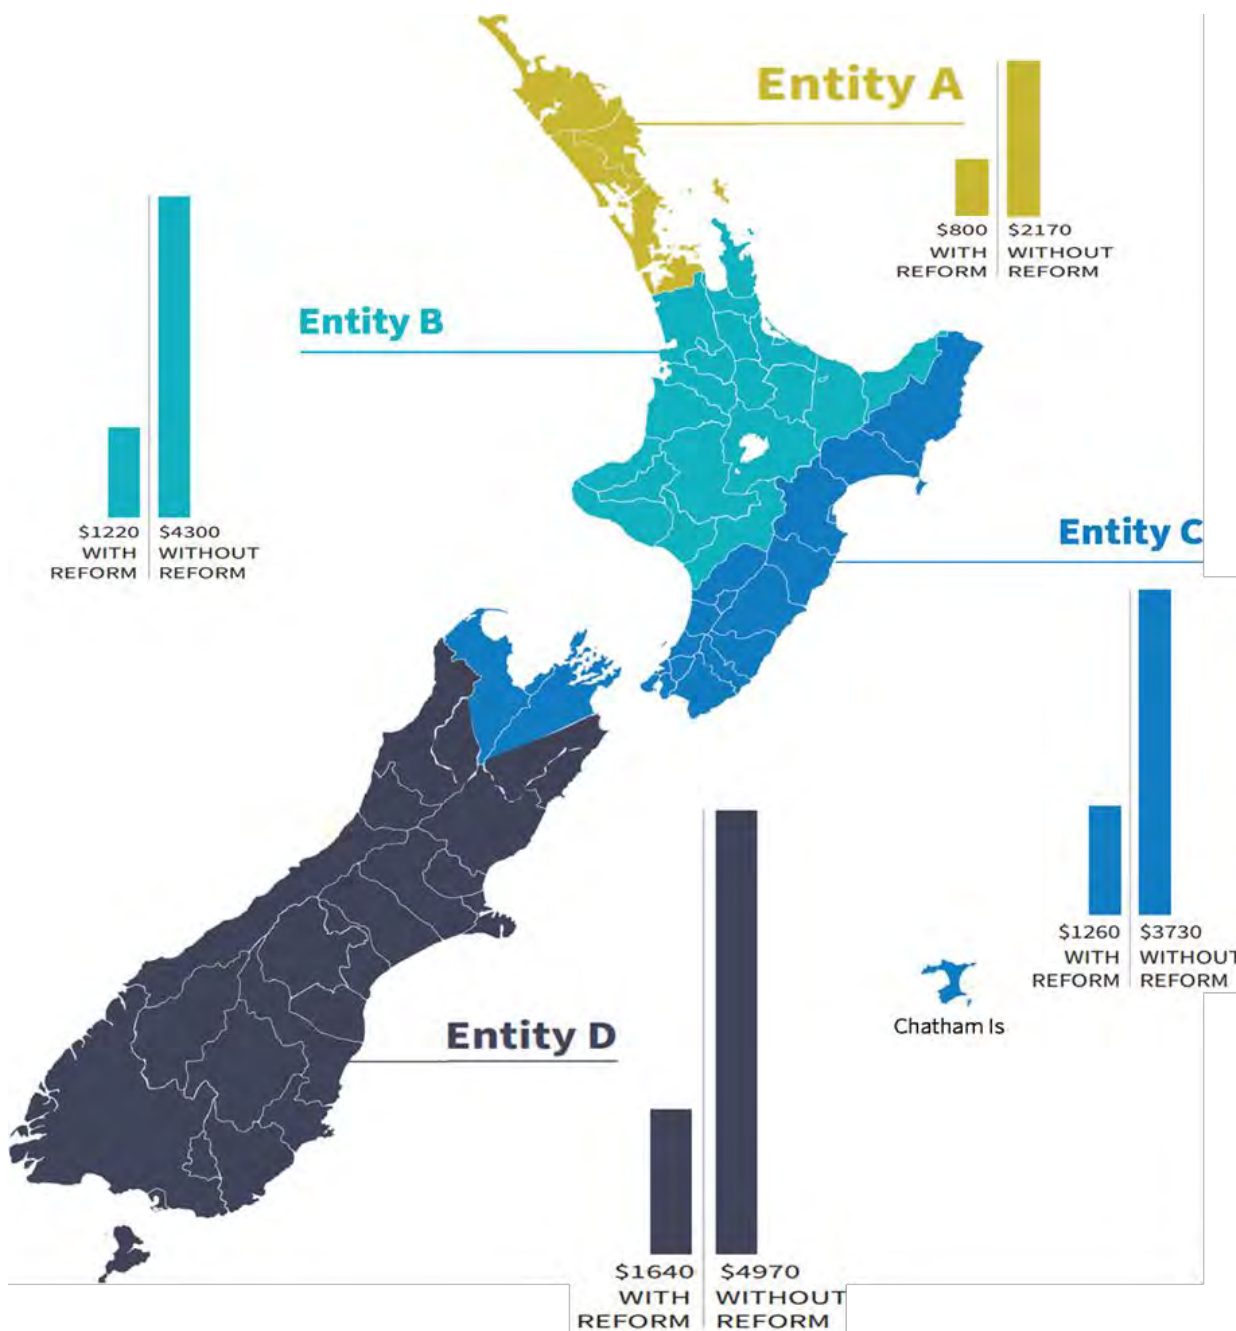 Entity A
$800
WITH
REFORM
$2170
WITHOUT
REFORM
Entity B
$1220
WITH
REFORM
$4300
WITHOUT
REFORM
Entity C
$1260
WITH
REFORM
$3730
WITHOUT
REFORM
Chatham Is
Entity D
$1640
WITH
REFORM
$4970
WITHOUT
REFORM